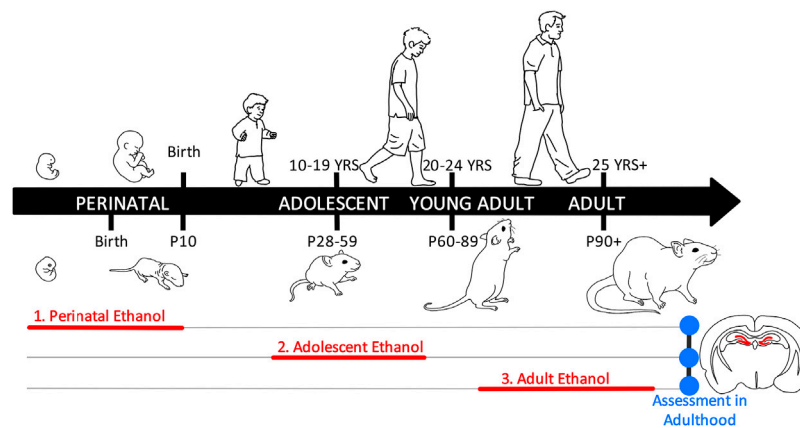 Birth
10-19 YRS
20-24 YRS
25 YRS+
PERINATAL
ADOLESCENT
YOUNG ADULT
ADULT
Birth
P10
P28-59
P60-89
P90+
1. Perinatal Ethanol
2. Adolescent Ethanol
3. Adult Ethanol
Assessment in
Adulthood